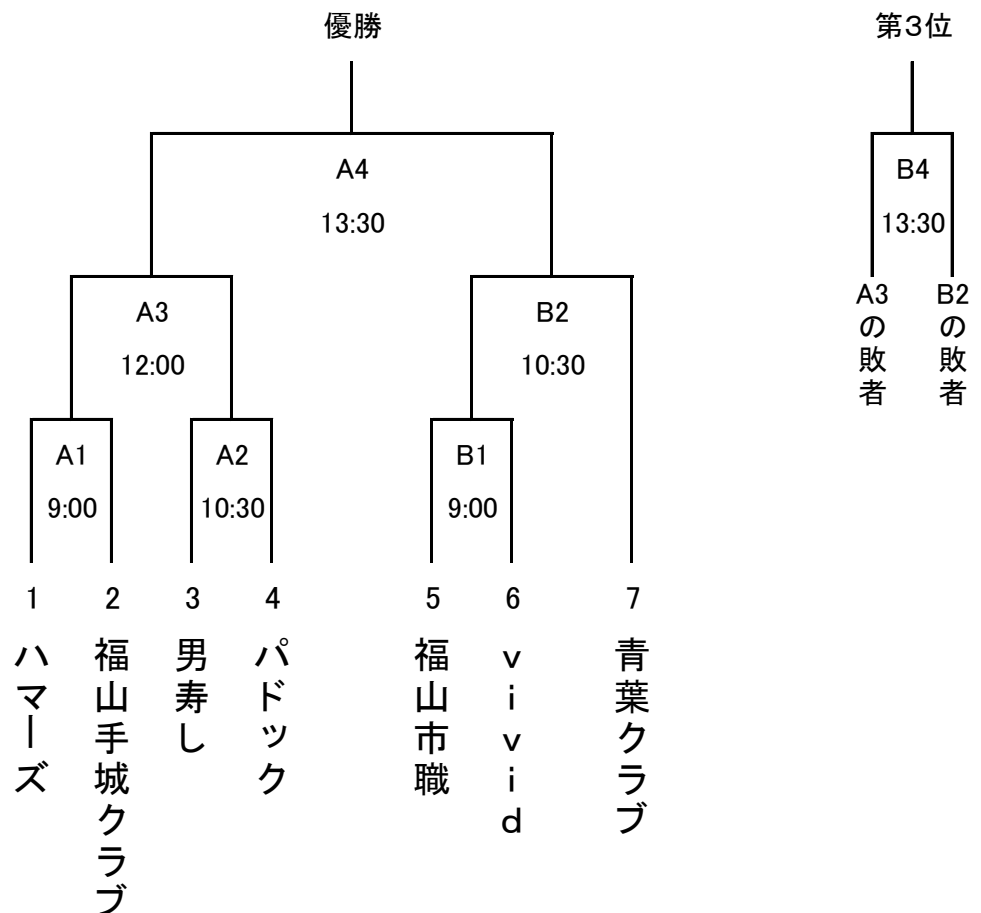 優勝
第3位
A4
13:30
B4
13:30
A3
12:00
B2
10:30
A3の敗者
B2の敗者
A1
9:00
A2
10:30
B1
9:00
1
2
3
4
5
6
7
ハマーズ
福山手城クラブ
男寿し
パドック
福山市職
vivid
青葉クラブ